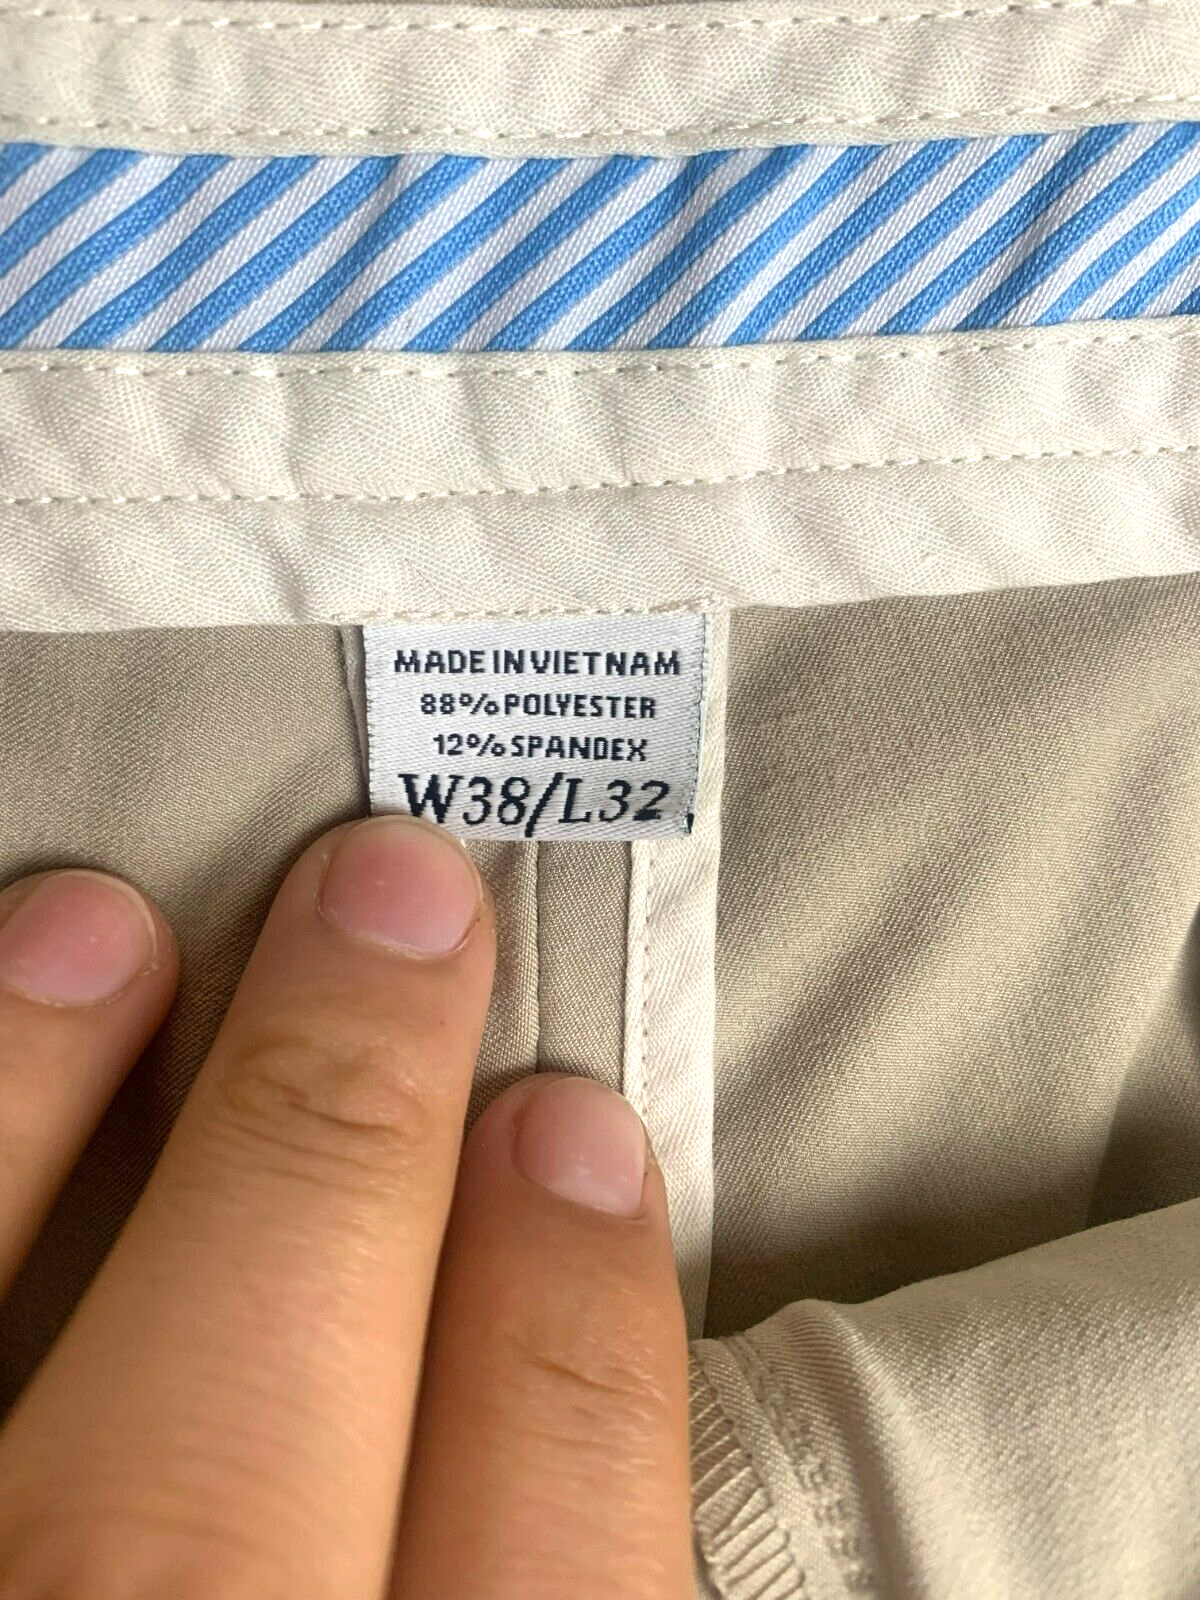 MADE IN VIETNAM
88% POLYESTER
12% SPANDEX
W38/L32